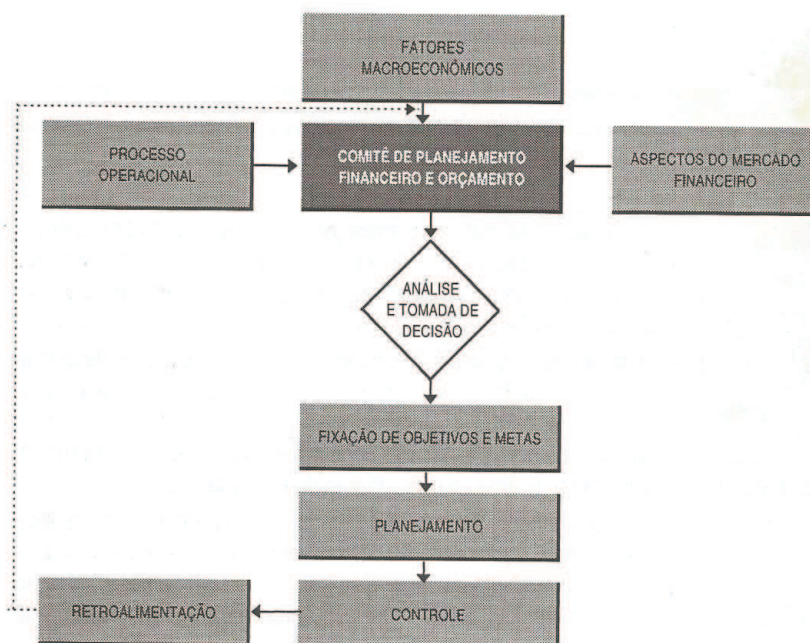 FATORES
MACROECONÔMICOS
PROCESSO
OPERACIONAL
COMITÊ DE PLANEJAMENTO
FINANCEIRO E ORÇAMENTO
ASPECTOS DO MERCADO
FINANCEIRO
ANÁLISE
E TOMADA DE
DECISÃO
FIXAÇÃO DE OBJETIVOS E METAS
PLANEJAMENTO
RETROALIMENTAÇÃO
CONTROLE